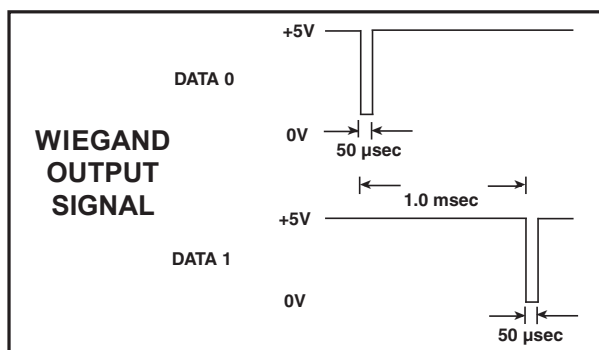 +5V
DATA 0
0V
50 μsec
WIEGAND
OUTPUT
SIGNAL
1.0 msec
+5V
DATA 1
0V
50 μsec